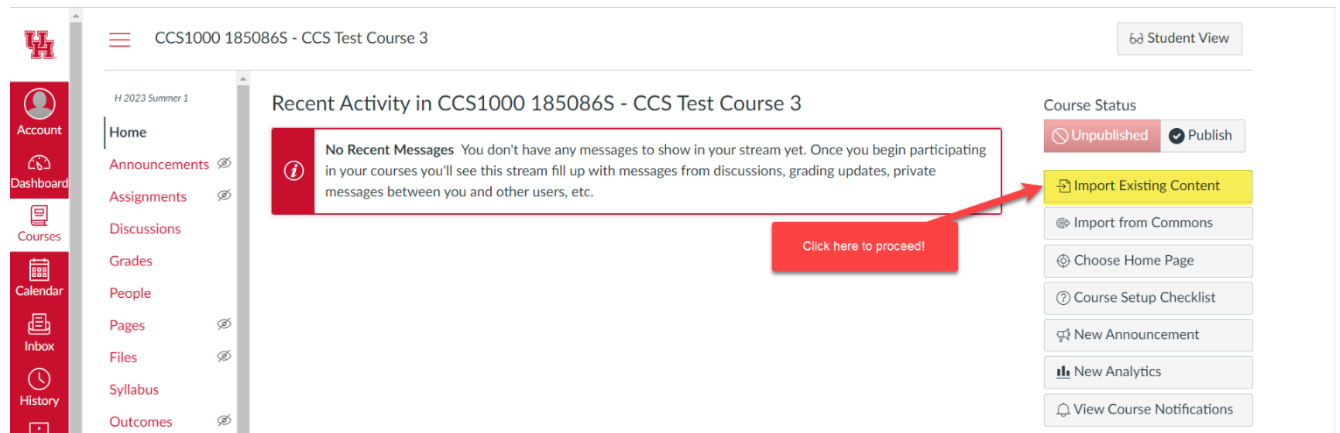 UH
CCS1000 185086S - CCS Test Course 3
Student View
Account
Dashboard
Courses
Calendar
Inbox
History
H 2023 Summer 1
Home
Announcements
Assignments
Discussions
Grades
People
Pages
Files
Syllabus
Outcomes
Recent Activity in CCS1000 185086S - CCS Test Course 3
No Recent Messages You don't have any messages to show in your stream yet. Once you begin participating
in your courses you'll see this stream fill up with messages from discussions, grading updates, private
messages between you and other users, etc.
Click here to proceed!
Course Status
Unpublished
Publish
Import Existing Content
Import from Commons
Choose Home Page
Course Setup Checklist
New Announcement
New Analytics
View Course Notifications